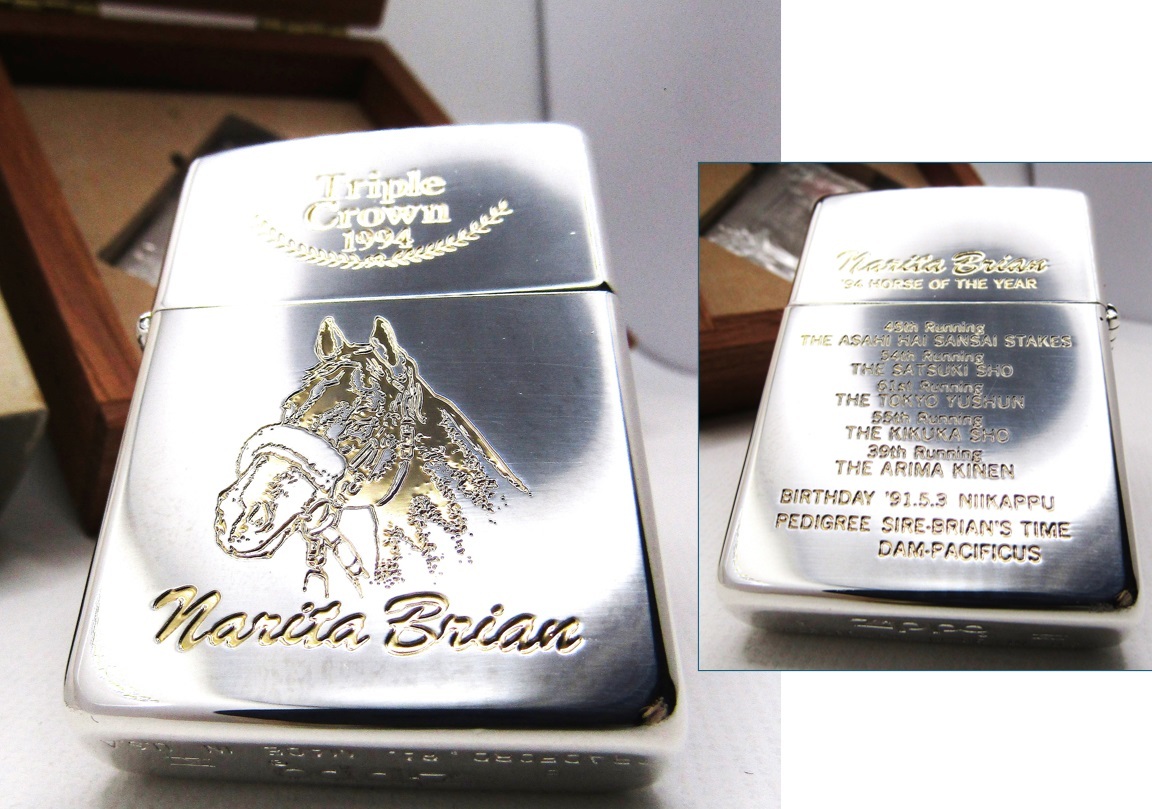 Triple
Crown
1994
Narita Brian
Narita Brian
'94 HORSE OF THE YEAR
45th Running
THE ASAHI HAI SANSAI STAKES
54th Running
THE SATSUKI SHO
61st Running
THE TOKYO YUSHUN
55th Running
THE KIKUKA SHO
39th Running
THE ARIMA KINEN
BIRTHDAY '91.5.3 NIIKAPPU
PEDIGREE SIRE-BRIAN'S TIME
DAM-PACIFICUS